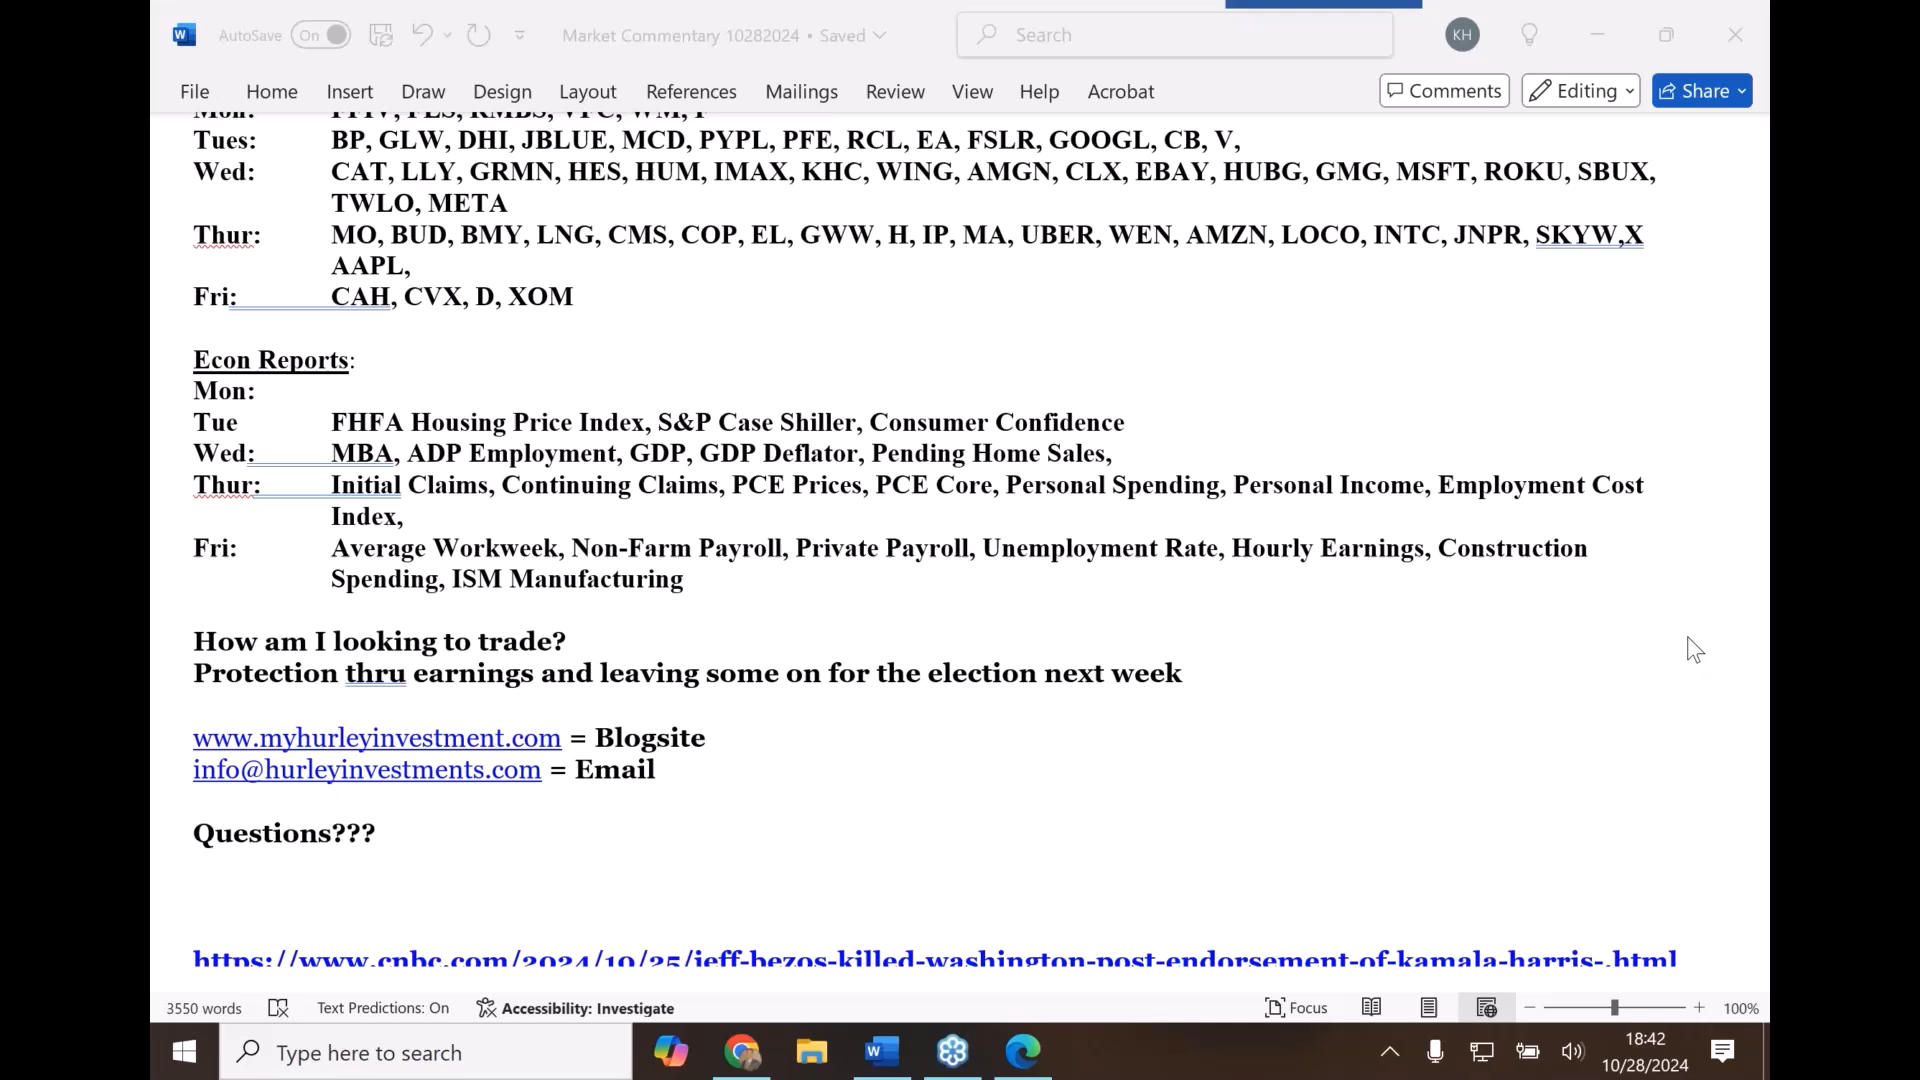 AutoSave On Market Commentary 10282024 • Saved Search KH
File Home Insert Draw Design Layout References Mailings Review View Help Acrobat Comments Editing Share
Mon: FFIV, FLS, RMBS, VFC, WM, F
Tues: BP, GLW, DHI, JBLUE, MCD, PYPL, PFE, RCL, EA, FSLR, GOOGL, CB, V,
Wed: CAT, LLY, GRMN, HES, HUM, IMAX, KHC, WING, AMGN, CLX, EBAY, HUBG, GMG, MSFT, ROKU, SBUX,
TWLO, META
Thur: MO, BUD, BMY, LNG, CMS, COP, EL, GWW, H, IP, MA, UBER, WEN, AMZN, LOCO, INTC, JNPR, SKYW,X
AAPL,
Fri: CAH, CVX, D, XOM
Econ Reports:
Mon:
Tue FHFA Housing Price Index, S&P Case Shiller, Consumer Confidence
Wed: MBA, ADP Employment, GDP, GDP Deflator, Pending Home Sales,
Thur: Initial Claims, Continuing Claims, PCE Prices, PCE Core, Personal Spending, Personal Income, Employment Cost
Index,
Fri: Average Workweek, Non-Farm Payroll, Private Payroll, Unemployment Rate, Hourly Earnings, Construction
Spending, ISM Manufacturing
How am I looking to trade?
Protection thru earnings and leaving some on for the election next week
www.myhurleyinvestment.com = Blogsite
info@hurleyinvestments.com = Email
Questions???
https://www.cnbc.com/2024/10/25/jeff-bezos-killed-washington-post-endorsement-of-kamala-harris-.html
3550 words Text Predictions: On Accessibility: Investigate Focus 100%
Type here to search 18:42
10/28/2024